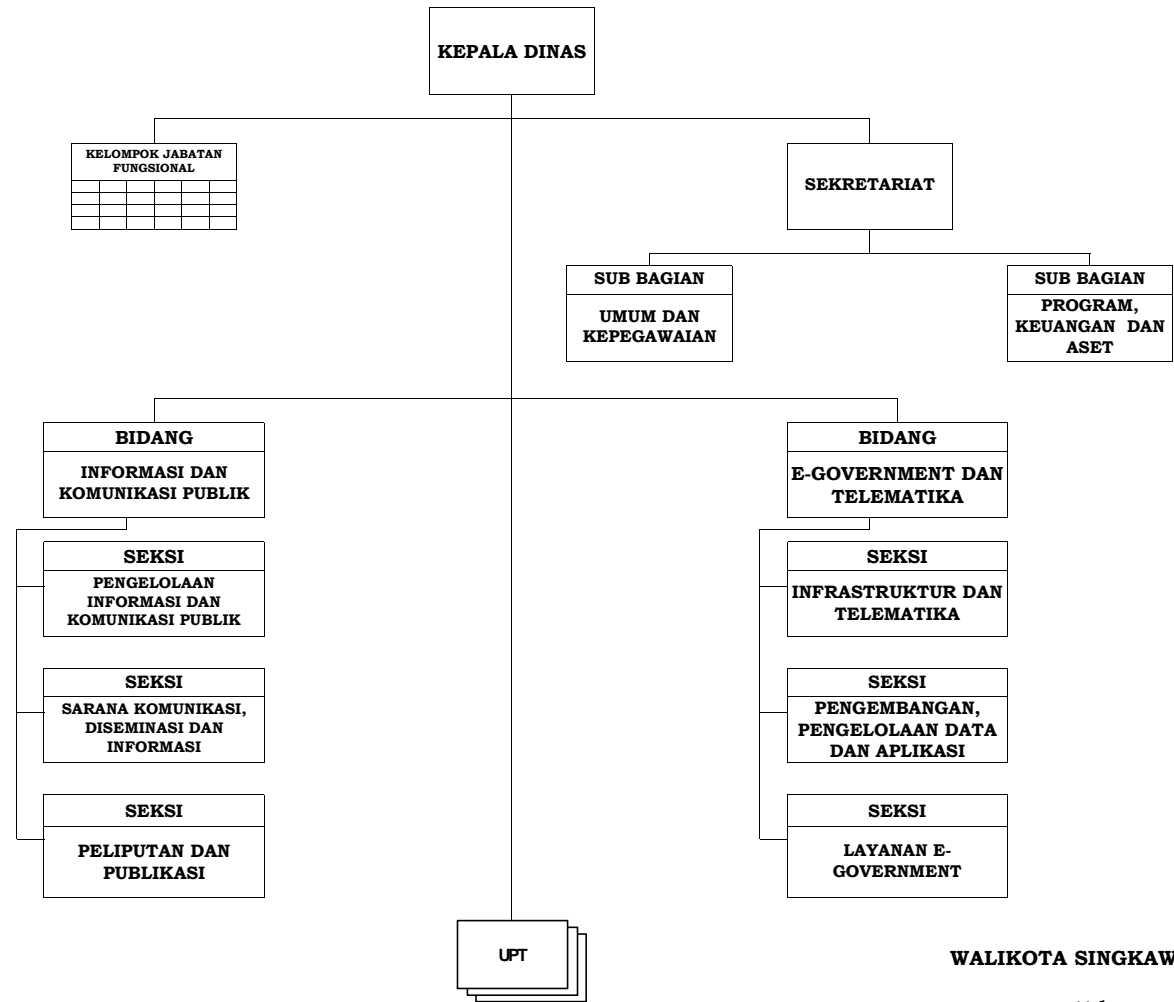 KEPALA DINAS
KELOMPOK JABATAN
FUNGSIONAL
SEKRETARIAT
SUB BAGIAN
UMUM DAN
KEPEGAWAIAN
SUB BAGIAN
PROGRAM,
KEUANGAN DAN
ASET
BIDANG
INFORMASI DAN
KOMUNIKASI PUBLIK
SEKSI
PENGELOLAAN
INFORMASI DAN
KOMUNIKASI PUBLIK
SEKSI
SARANA KOMUNIKASI,
DISEMINASI DAN
INFORMASI
SEKSI
PELIPUTAN DAN
PUBLIKASI
BIDANG
E-GOVERNMENT DAN
TELEMATIKA
SEKSI
INFRASTRUKTUR DAN
TELEMATIKA
SEKSI
PENGEMBANGAN,
PENGELOLAAN DATA
DAN APLIKASI
SEKSI
LAYANAN E-
GOVERNMENT
UPT
WALIKOTA SINGKAW